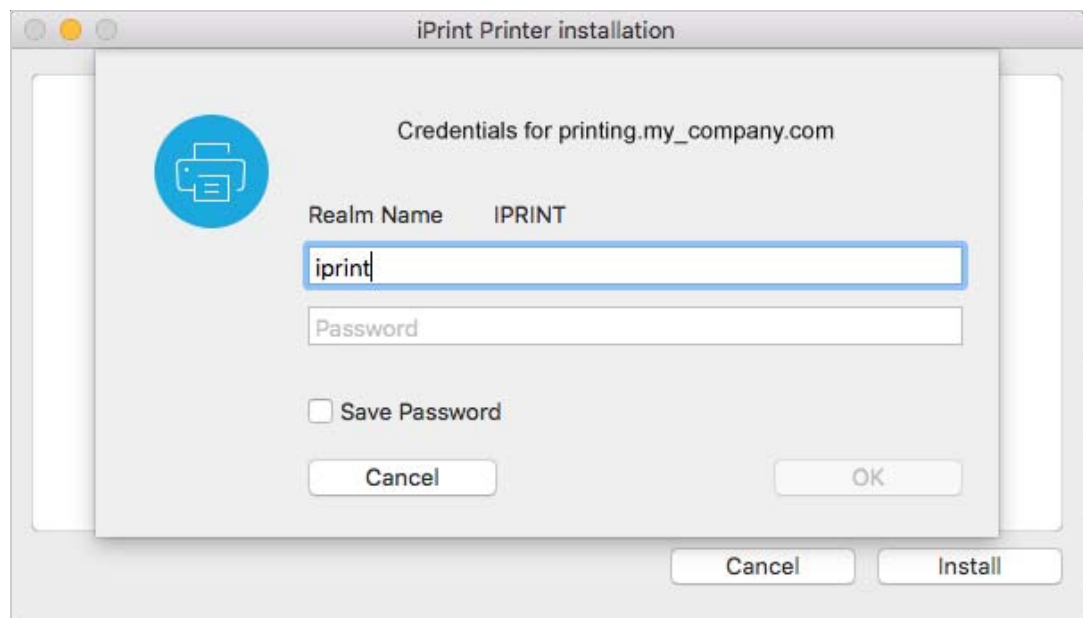 iPrint Printer installation
Credentials for printing.my_company.com
Realm Name IPRINT
iprint
Password
Save Password
Cancel OK
Cancel Install